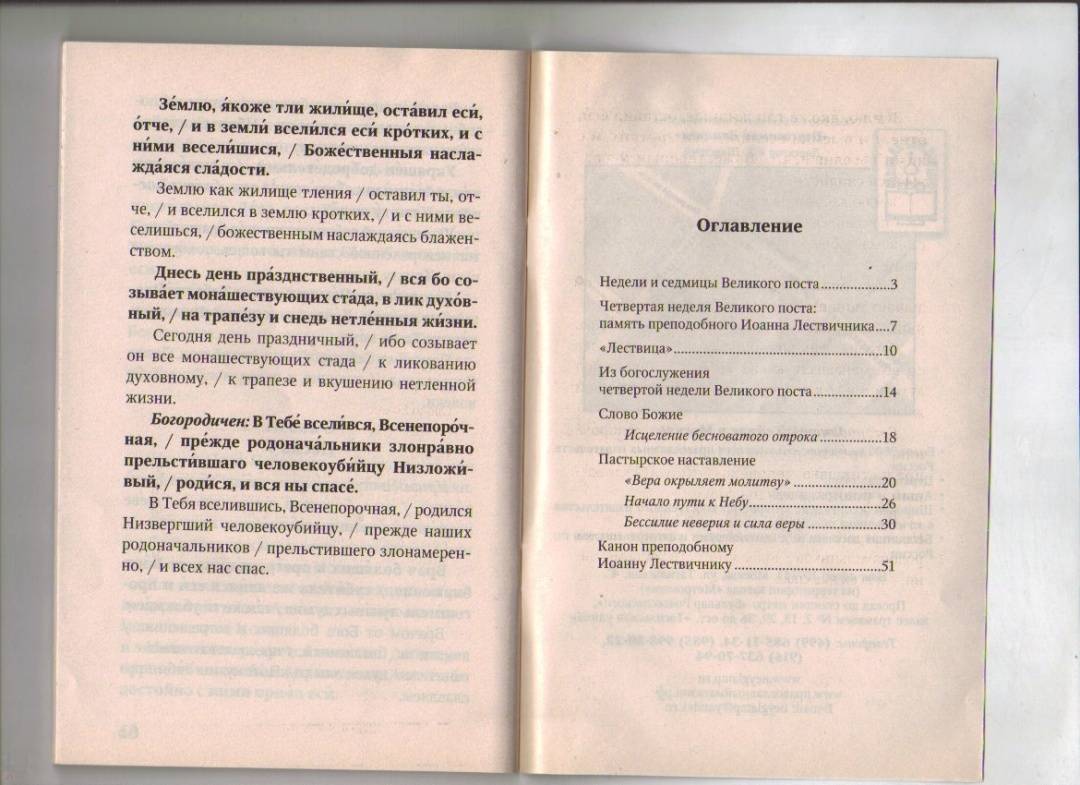 Зе́млю, я́коже тли жили́ще, оста́вил еси́,
о́тче, / и в земли́ всели́лся еси́ кро́тких, и с
ни́ми весели́шися, / Боже́ственныя насла-
жда́яся сла́дости.
Землю как жилище тления / оставил ты, от-
че, / и вселился в землю кротких, / и с ними ве-
селишься, / божественным наслаждаясь блажен-
ством.
Днесь день пра́зднственный, / вся бо со-
зыва́ет мона́шествующих ста́да, в лик духо́в-
ный, / на трапе́зу и снедь нетле́нныя жи́зни.
Сегодня день праздничный, / ибо созывает
он все монашествующих стада / к ликованию
духовному, / к трапезе и вкушению нетленной
жизни.
Богородичен: В Тебе́ всели́вся, Всенепоро́ч-
ная, / пре́жде родонача́льники злонра́вно
прельсти́вшаго человекоуби́йцу Низложи́-
вый, / роди́ся, и вся ны спасе́.
В Тебя вселившись, Всенепорочная, / родился
Низвергший человекоубийцу, / прежде наших
родоначальников / прельстившего злонамерен-
но, / и всех нас спас.
Оглавление
Недели и седмицы Великого поста..................3
Четвертая неделя Великого поста:
память преподобного Иоанна Лествичника....7
«Лествица».....................................................10
Из богослужения
четвертой недели Великого поста..................14
Слово Божие
Исцеление бесноватого отрока................18
Пастырское наставление
«Вера окрыляет молитву» ......................20
Начало пути к Небу.................................26
Бессилие неверия и сила веры ..................30
Канон преподобному
Иоанну Лествичнику ......................................51